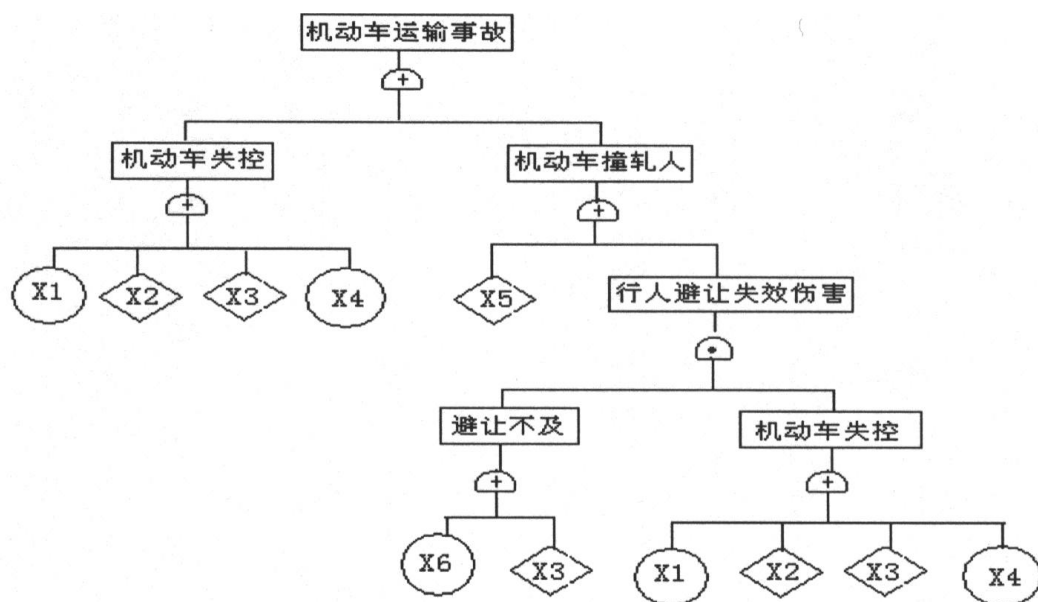 机动车运输事故
+
机动车失控
机动车撞轧人
+
+
X1
X2
X3
X4
X5
行人避让失效伤害
•
避让不及
机动车失控
+
+
X6
X3
X1
X2
X3
X4